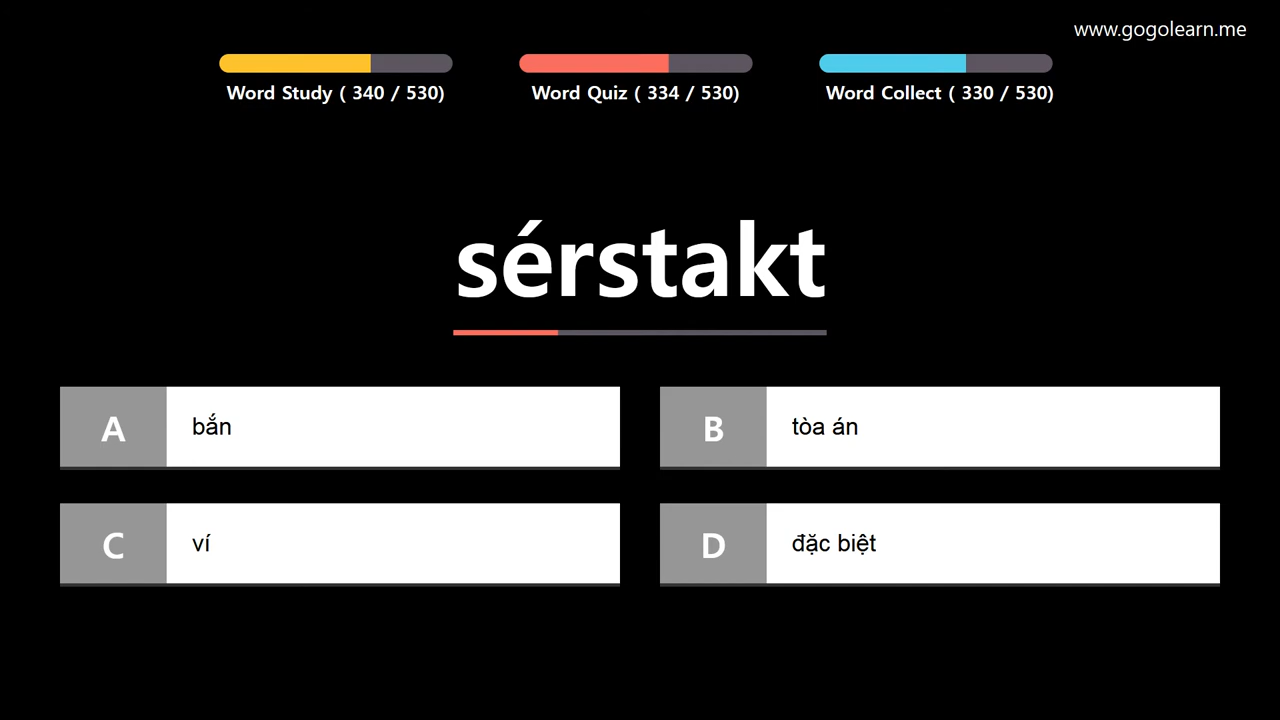 www.gogolearn.me
Word Study ( 340 / 530)
Word Quiz ( 334 / 530)
Word Collect ( 330 / 530)
sérstakt
A bắn
B tòa án
C ví
D đặc biệt